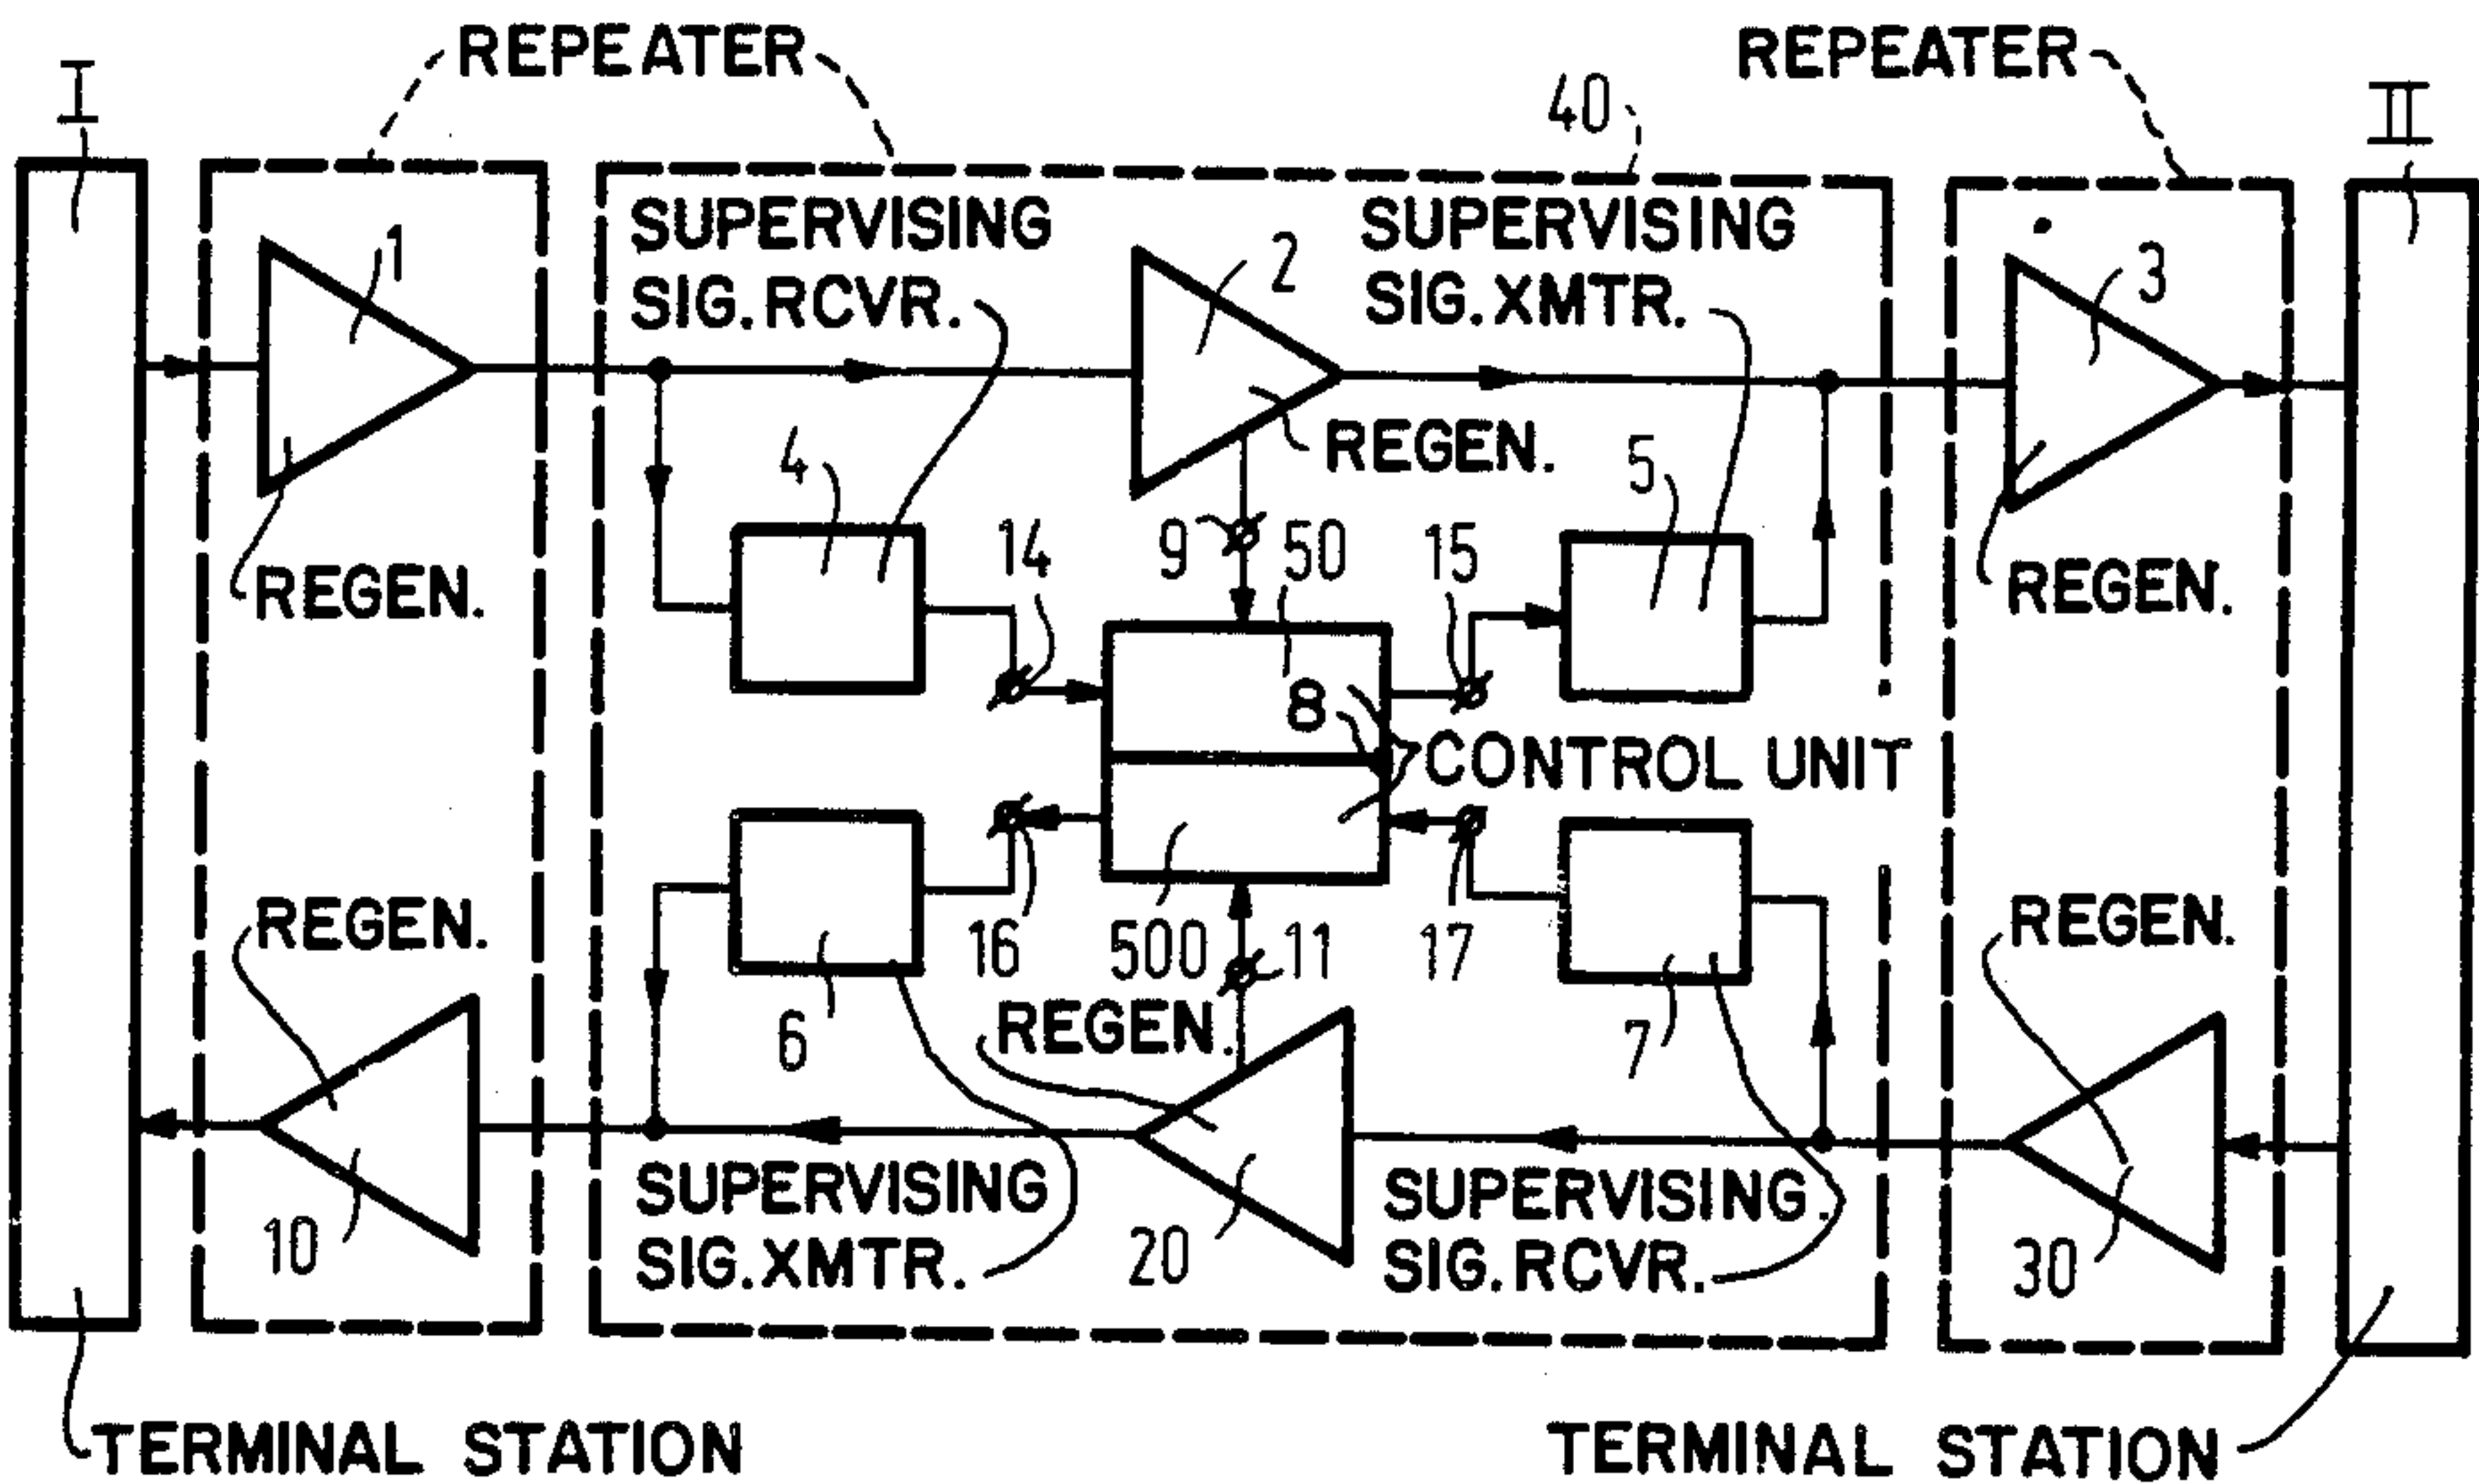 REPEATER
REPEATER
I
40
II
SUPERVISING
SIG. RCVR.
SUPERVISING
SIG. XMTR.
1
2
3
REGEN.
4
5
14
9
50
15
REGEN.
REGEN.
8
CONTROL UNIT
REGEN.
16
500
11
17
REGEN.
6
REGEN.
7
10
SUPERVISING
SIG. XMTR.
20
SUPERVISING
SIG. RCVR.
30
TERMINAL STATION
TERMINAL STATION